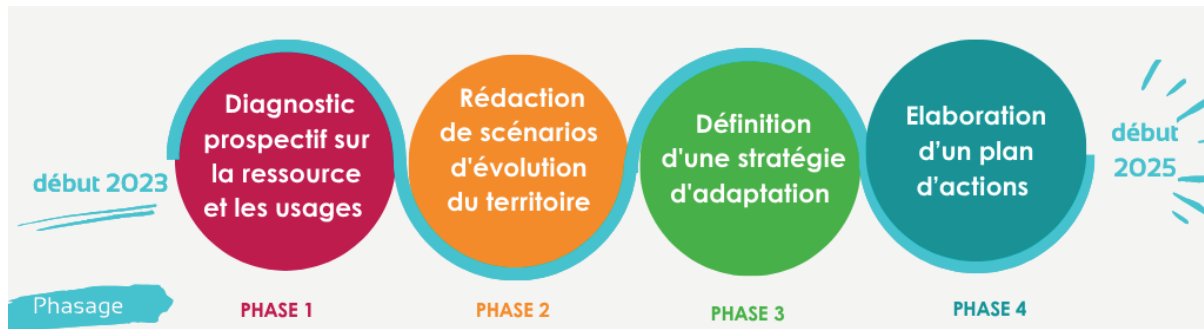 début 2023
Diagnostic
prospectif sur
la ressource
et les usages
Rédaction
de scénarios
d'évolution
du territoire
Définition
d'une stratégie
d'adaptation
Elaboration
d’un plan
d’actions
début
2025
Phasage
PHASE 1
PHASE 2
PHASE 3
PHASE 4